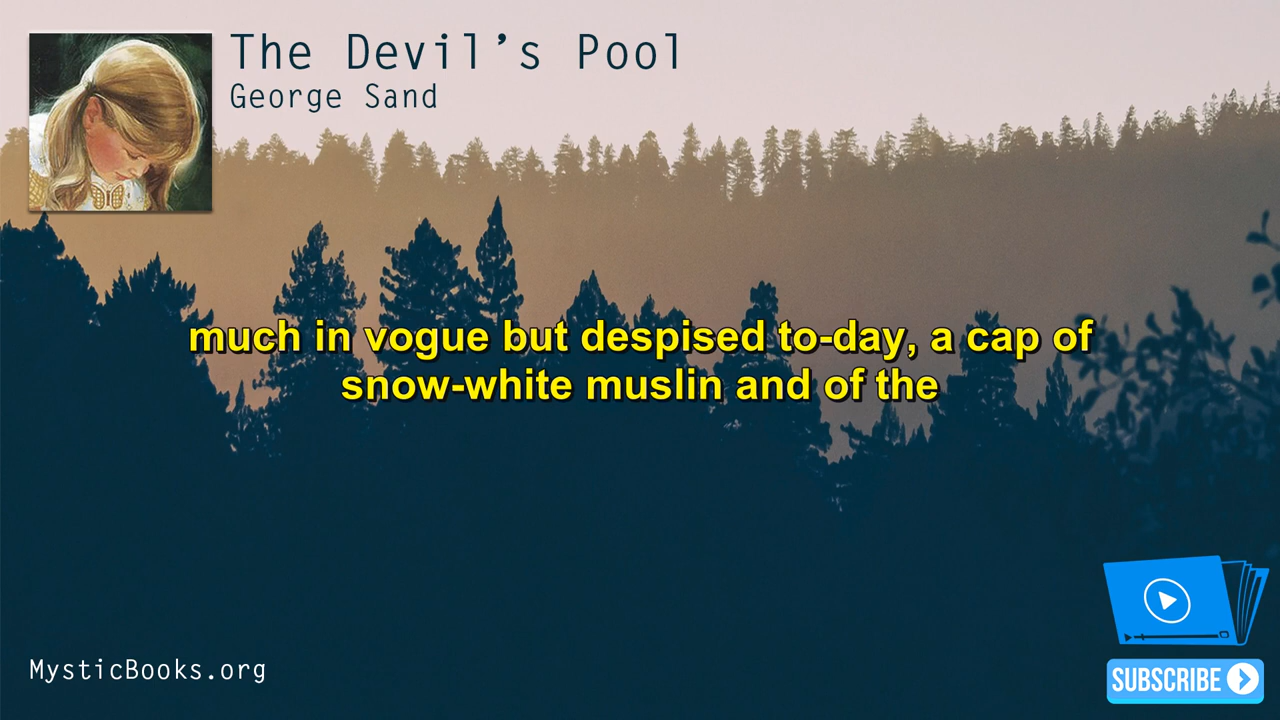 The Devil’s Pool
George Sand
much in vogue but despised to-day, a cap of
snow-white muslin and of the
MysticBooks.org
SUBSCRIBE